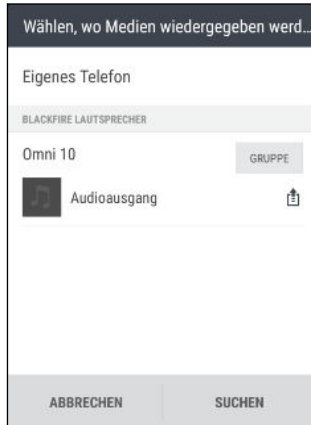 Wählen, wo Medien wiedergegeben werd...
Eigenes Telefon
BLACKFIRE LAUTSPRECHER
Omni 10
GRUPPE
Audioausgang
ABBRECHEN
SUCHEN